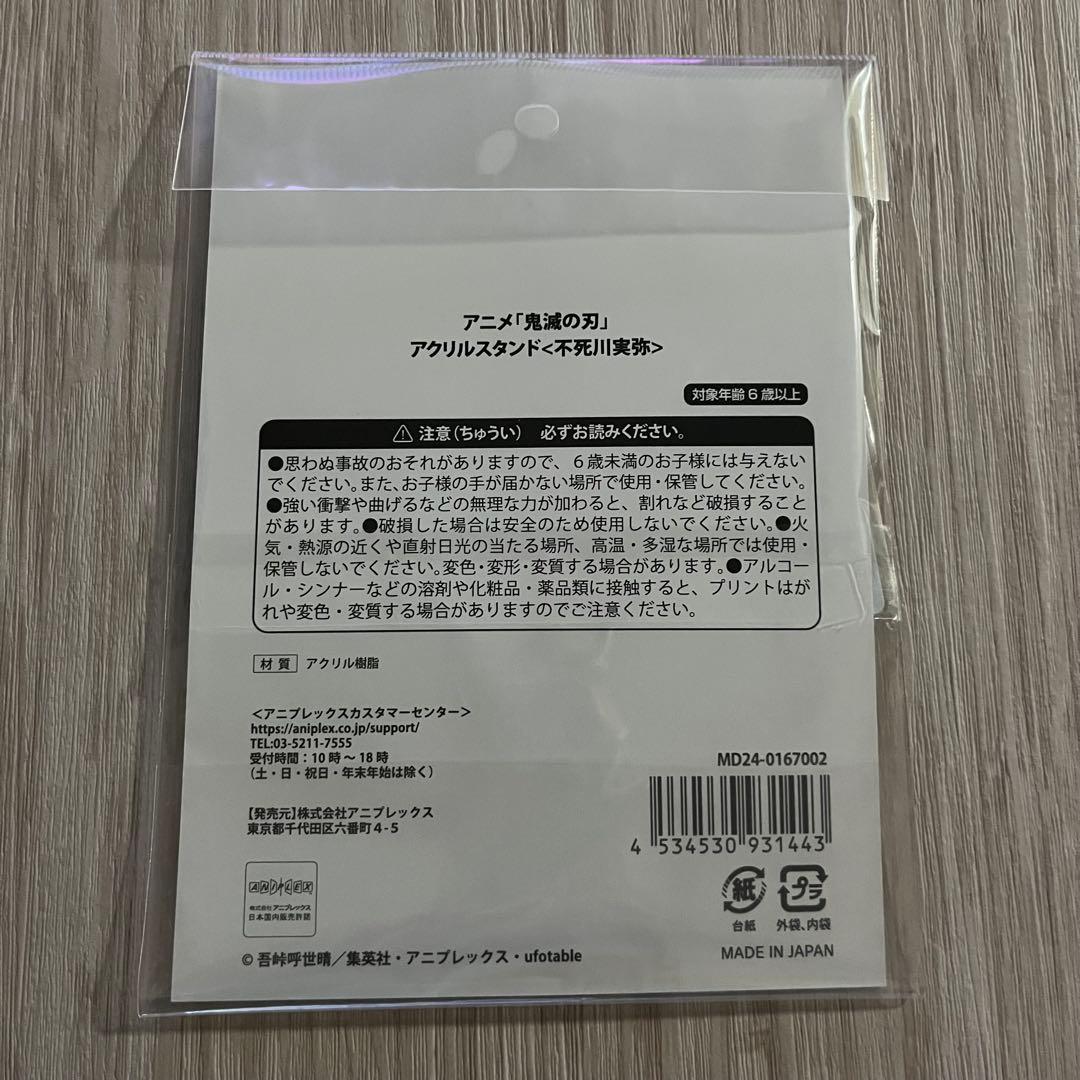 アニメ「鬼滅の刃」
アクリルスタンド<不死川実弥>
対象年齢6歳以上
注意(ちゅうい) 必ずお読みください。
●思わぬ事故のおそれがありますので、6歳未満のお子様には与えない
でください。また、お子様の手が届かない場所で使用・保管してください。
●強い衝撃や曲げるなどの無理な力が加わると、割れなど破損すること
があります。●破損した場合は安全のため使用しないでください。●火
気・熱源の近くや直射日光の当たる場所、高温・多湿な場所では使用・
保管しないでください。変色・変形・変質する場合があります。●アルコー
ル・シンナーなどの溶剤や化粧品・薬品類に接触すると、プリントはが
れや変色・変質する場合がありますのでご注意ください。
材質 アクリル樹脂
<アニプレックスカスタマーセンター>
https://aniplex.co.jp/support/
TEL:03-5211-7555
受付時間:10時~18時
(土・日・祝日・年末年始は除く)
【発売元】株式会社アニプレックス
東京都千代田区六番町4-5
MD24-0167002
4 534530 931443
ANIPLEX
株式会社アニプレックス
日本国内販売許諾
紙
台紙
プラ
外袋、内袋
© 吾峠呼世晴/集英社・アニプレックス・ufotable
MADE IN JAPAN